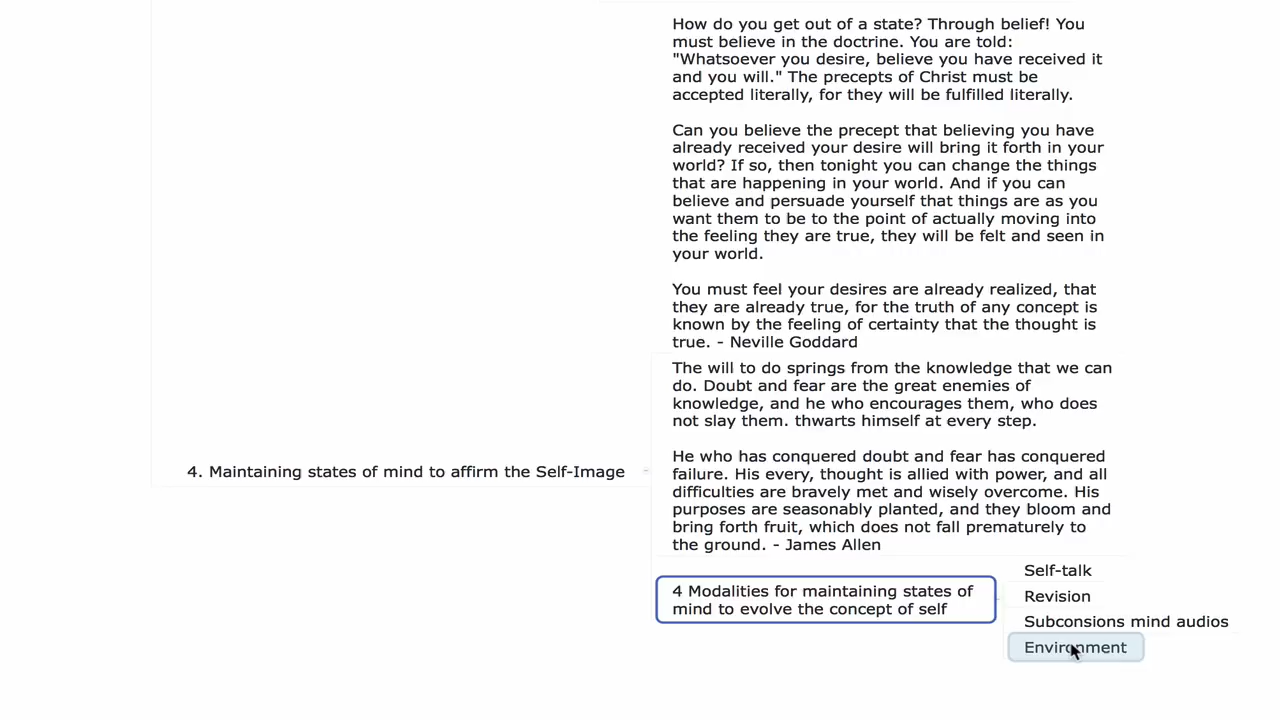 How do you get out of a state? Through belief! You
must believe in the doctrine. You are told:
"Whatsoever you desire, believe you have received it
and you will." The precepts of Christ must be
accepted literally, for they will be fulfilled literally.
Can you believe the precept that believing you have
already received your desire will bring it forth in your
world? If so, then tonight you can change the things
that are happening in your world. And if you can
believe and persuade yourself that things are as you
want them to be to the point of actually moving into
the feeling they are true, they will be felt and seen in
your world.
You must feel your desires are already realized, that
they are already true, for the truth of any concept is
known by the feeling of certainty that the thought is
true. - Neville Goddard
The will to do springs from the knowledge that we can
do. Doubt and fear are the great enemies of
knowledge, and he who encourages them, who does
not slay them. thwarts himself at every step.
He who has conquered doubt and fear has conquered
failure. His every, thought is allied with power, and all
difficulties are bravely met and wisely overcome. His
purposes are seasonably planted, and they bloom and
bring forth fruit, which does not fall prematurely to
the ground. - James Allen
4. Maintaining states of mind to affirm the Self-Image
4 Modalities for maintaining states of
mind to evolve the concept of self
Self-talk
Revision
Subconsions mind audios
Environment